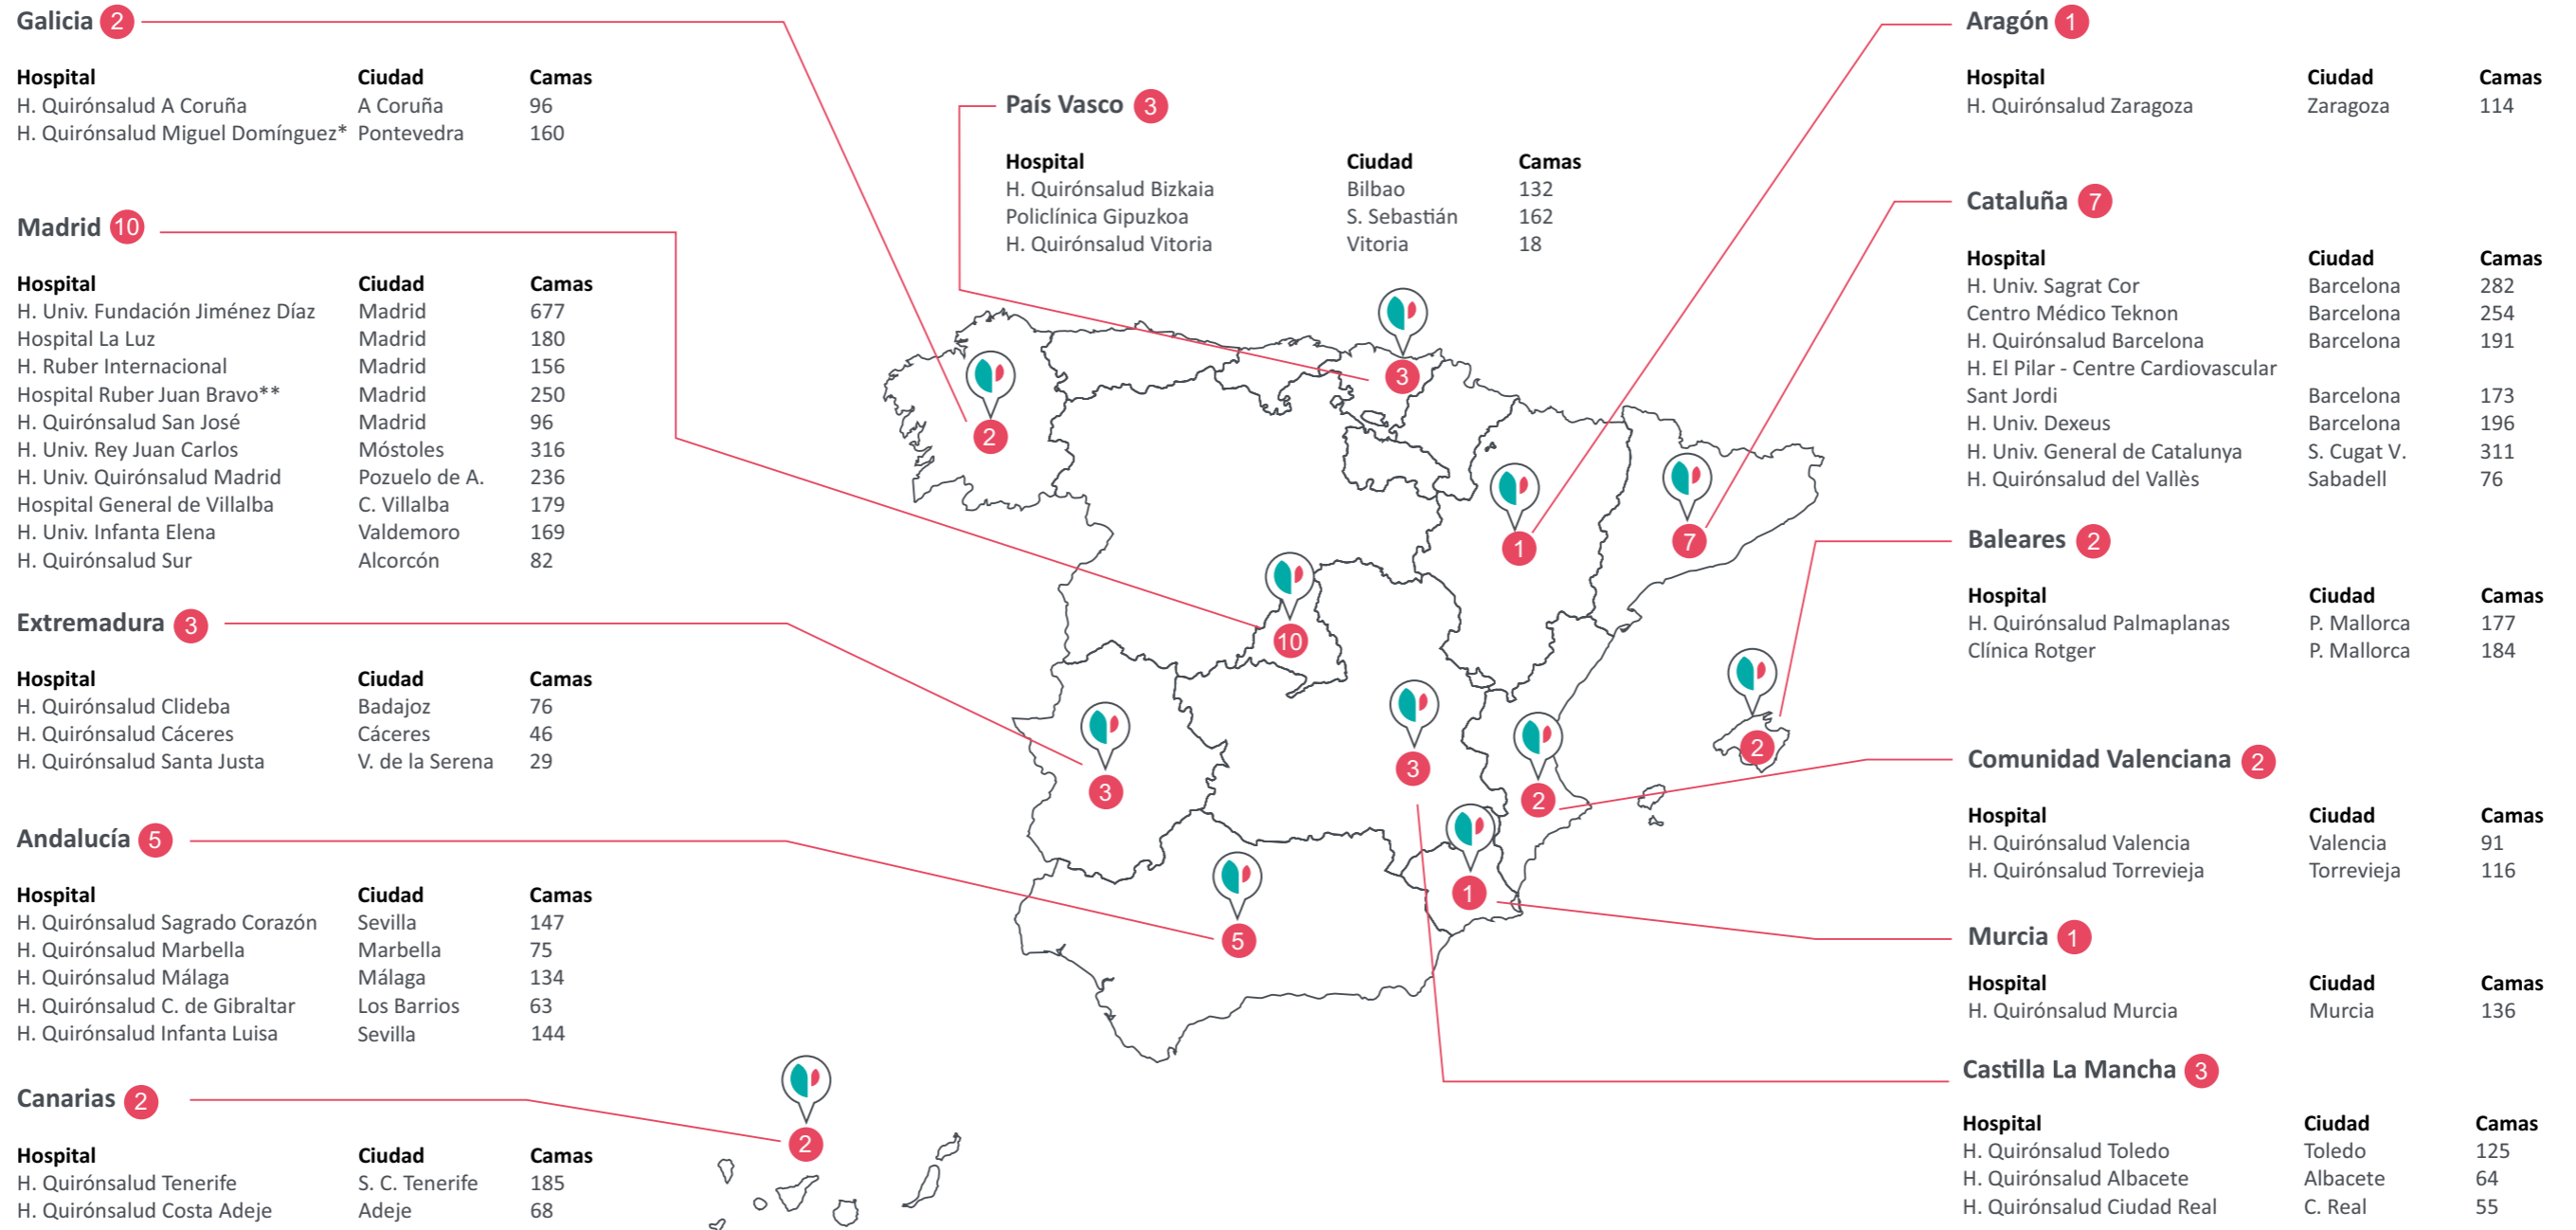 Galicia 2
Hospital Ciudad Camas
H. Quirónsalud A Coruña A Coruña 96
H. Quirónsalud Miguel Domínguez* Pontevedra 160
Madrid 10
Hospital Ciudad Camas
H. Univ. Fundación Jiménez Díaz Madrid 677
Hospital La Luz Madrid 180
H. Ruber Internacional Madrid 156
Hospital Ruber Juan Bravo** Madrid 250
H. Quirónsalud San José Madrid 96
H. Univ. Rey Juan Carlos Móstoles 316
H. Univ. Quirónsalud Madrid Pozuelo de A. 236
Hospital General de Villalba C. Villalba 179
H. Univ. Infanta Elena Valdemoro 169
H. Quirónsalud Sur Alcorcón 82
Extremadura 3
Hospital Ciudad Camas
H. Quirónsalud Clideba Badajoz 76
H. Quirónsalud Cáceres Cáceres 46
H. Quirónsalud Santa Justa V. de la Serena 29
Andalucía 5
Hospital Ciudad Camas
H. Quirónsalud Sagrado Corazón Sevilla 147
H. Quirónsalud Marbella Marbella 75
H. Quirónsalud Málaga Málaga 134
H. Quirónsalud C. de Gibraltar Los Barrios 63
H. Quirónsalud Infanta Luisa Sevilla 144
Canarias 2
Hospital Ciudad Camas
H. Quirónsalud Tenerife S. C. Tenerife 185
H. Quirónsalud Costa Adeje Adeje 68
País Vasco 3
Hospital Ciudad Camas
H. Quirónsalud Bizkaia Bilbao 132
Policlínica Gipuzkoa S. Sebastián 162
H. Quirónsalud Vitoria Vitoria 18
3
2
1
7
10
2
3
3
2
1
5
2
Aragón 1
Hospital Ciudad Camas
H. Quirónsalud Zaragoza Zaragoza 114
Cataluña 7
Hospital Ciudad Camas
H. Univ. Sagrat Cor Barcelona 282
Centro Médico Teknon Barcelona 254
H. Quirónsalud Barcelona Barcelona 191
H. El Pilar - Centre Cardiovascular
Sant Jordi Barcelona 173
H. Univ. Dexeus Barcelona 196
H. Univ. General de Catalunya S. Cugat V. 311
H. Quirónsalud del Vallès Sabadell 76
Baleares 2
Hospital Ciudad Camas
H. Quirónsalud Palmaplanas P. Mallorca 177
Clínica Rotger P. Mallorca 184
Comunidad Valenciana 2
Hospital Ciudad Camas
H. Quirónsalud Valencia Valencia 91
H. Quirónsalud Torrevieja Torrevieja 116
Murcia 1
Hospital Ciudad Camas
H. Quirónsalud Murcia Murcia 136
Castilla La Mancha 3
Hospital Ciudad Camas
H. Quirónsalud Toledo Toledo 125
H. Quirónsalud Albacete Albacete 64
H. Quirónsalud Ciudad Real C. Real 55